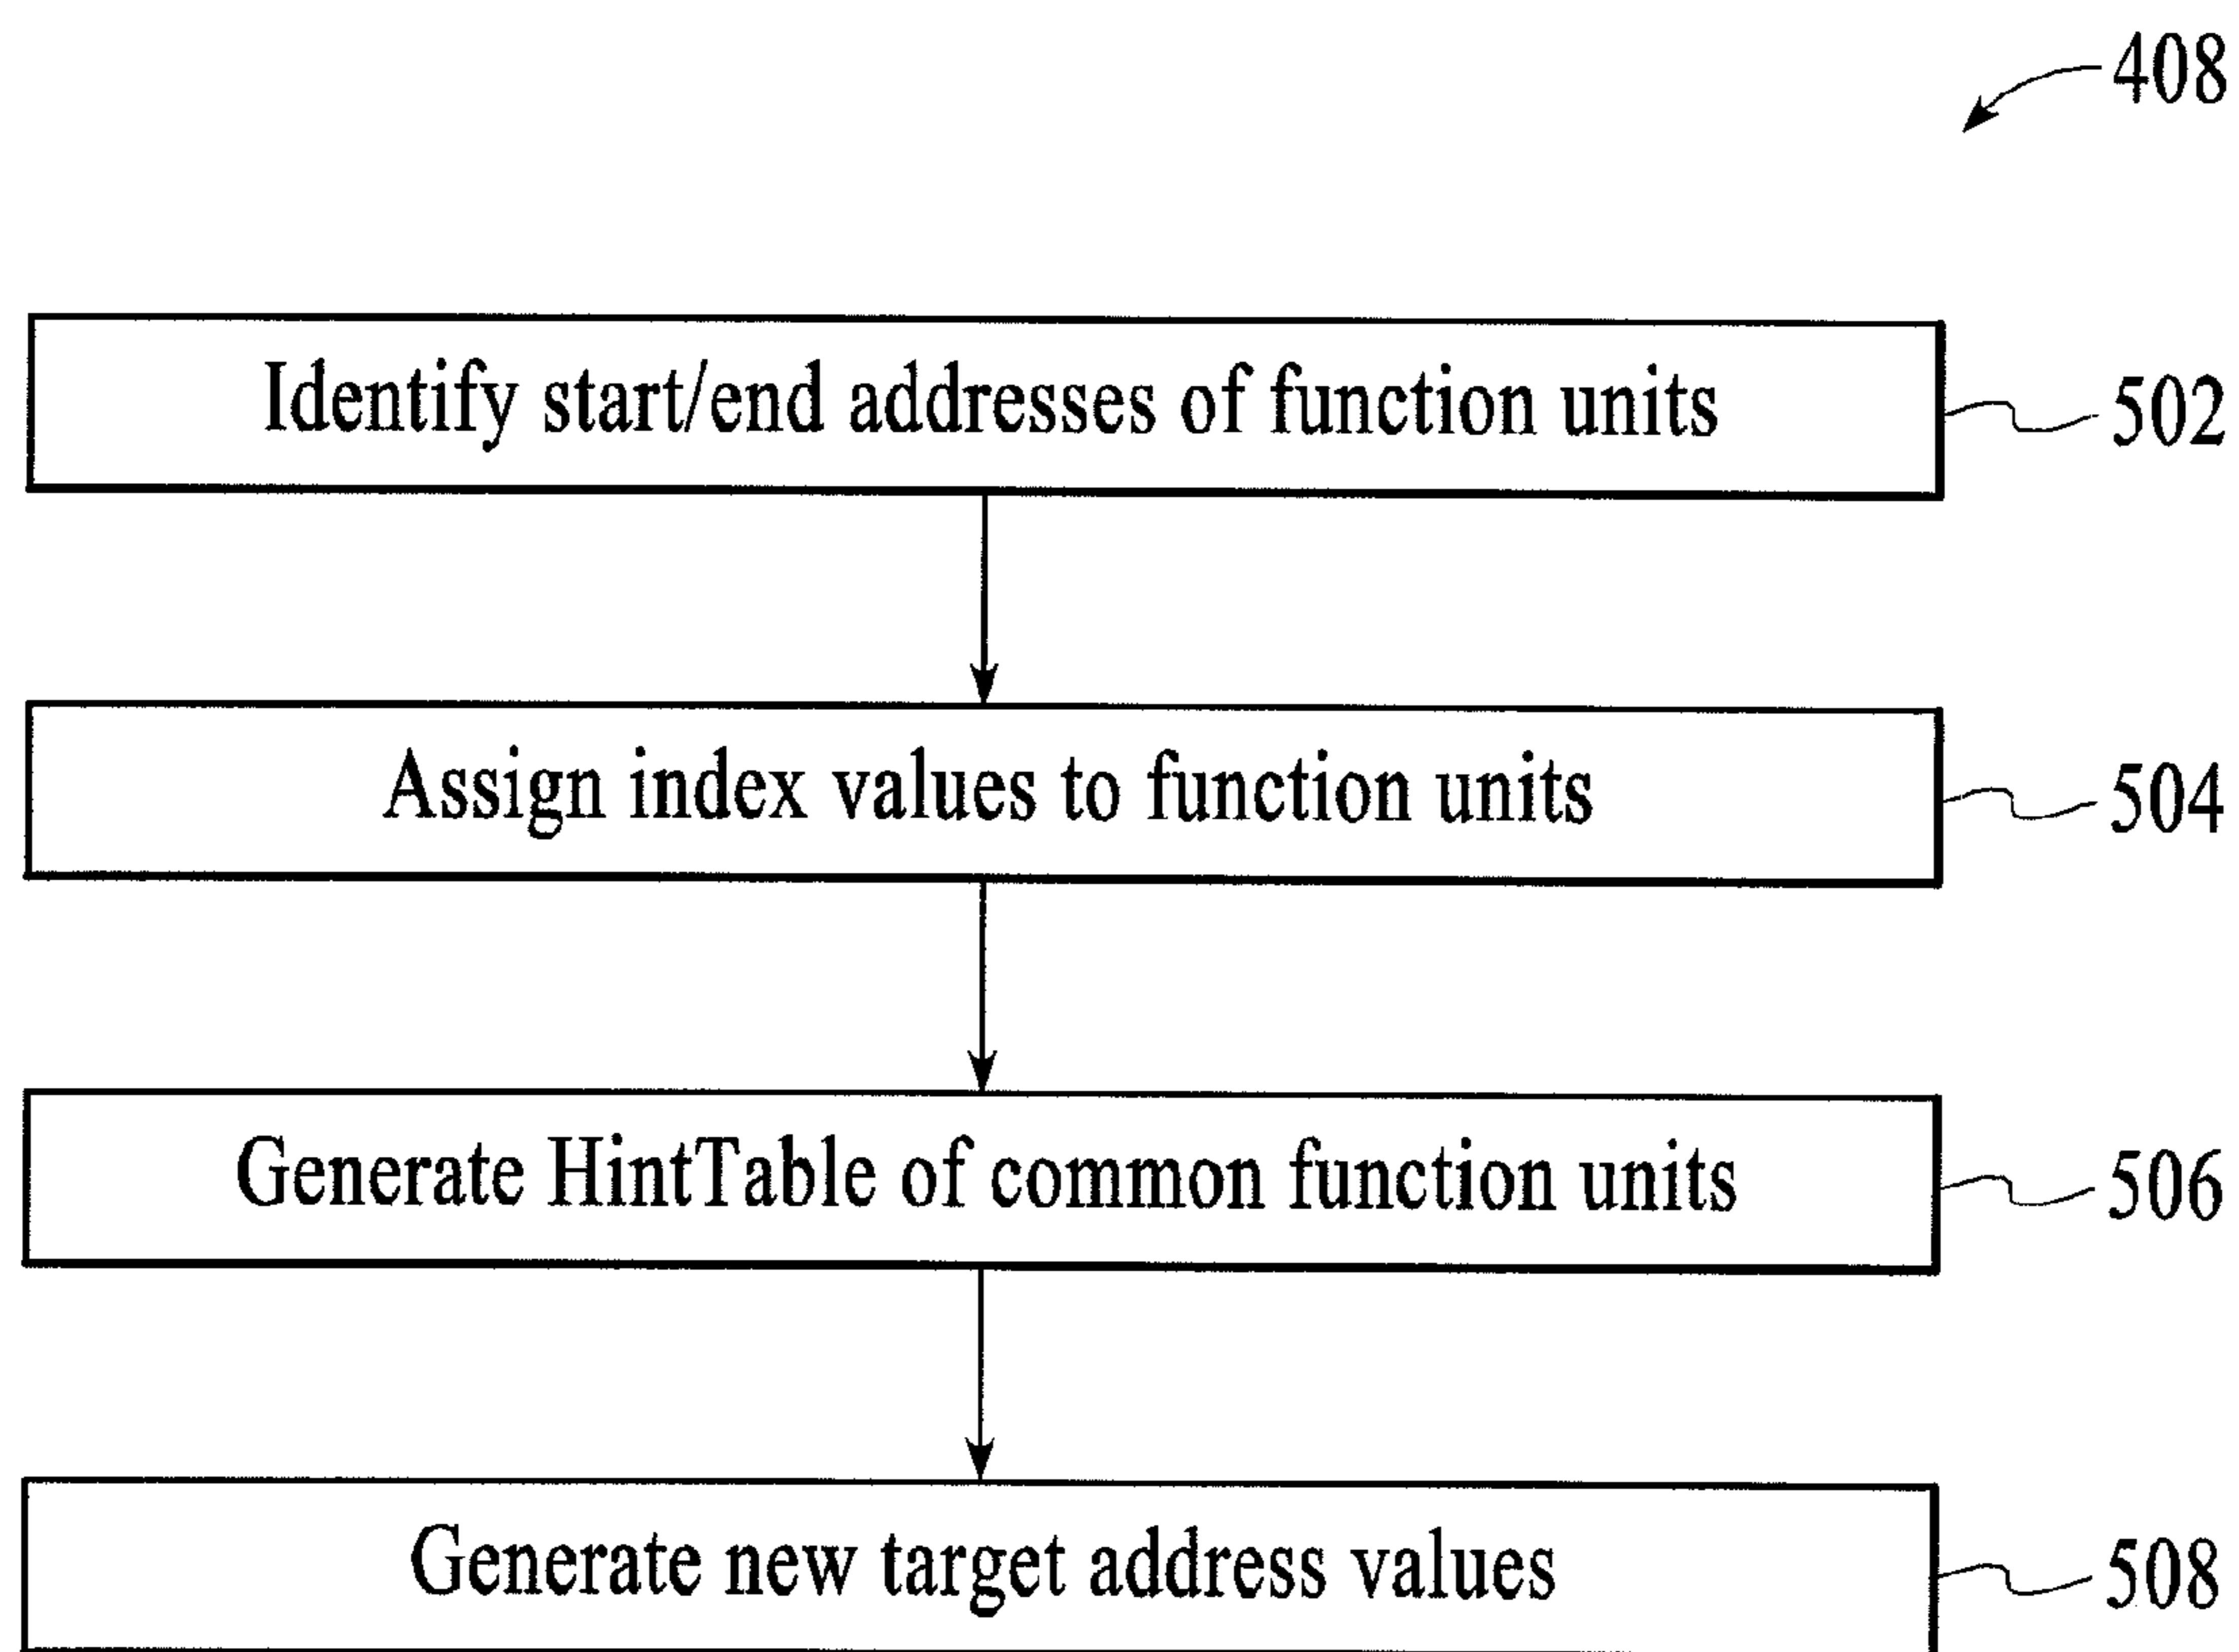 408
Identify start/end addresses of function units
502
Assign index values to function units
504
Generate HintTable of common function units
506
Generate new target address values
508